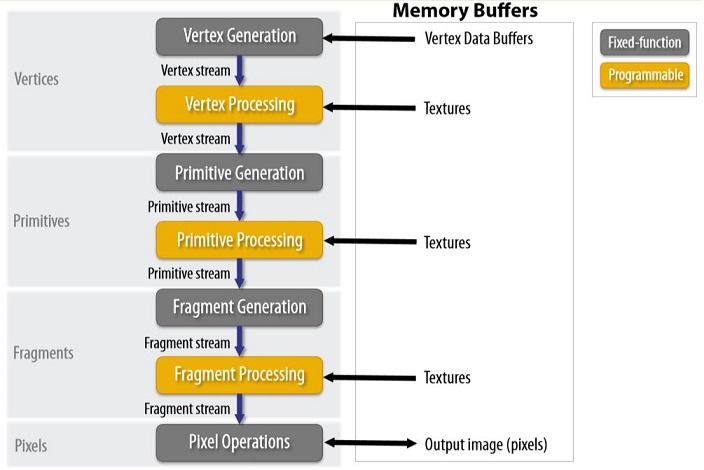 Memory Buffers
Vertex Generation
Vertex Data Buffers
Fixed-function
Programmable
Vertices
Vertex stream
Vertex Processing
Textures
Vertex stream
Primitive Generation
Primitives
Primitive stream
Primitive Processing
Textures
Primitive stream
Fragment Generation
Fragments
Fragment stream
Fragment Processing
Textures
Fragment stream
Pixels
Pixel Operations
Output image (pixels)